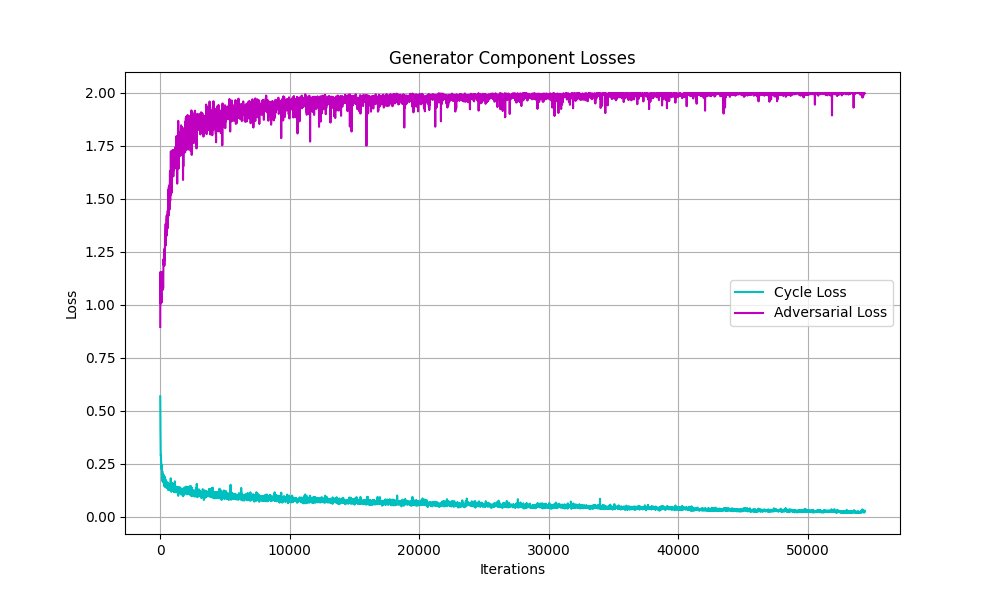 Generator Component Losses
Loss
2.00
1.75
1.50
1.25
1.00
0.75
0.50
0.25
0.00
Cycle Loss
Adversarial Loss
0 10000 20000 30000 40000 50000
Iterations